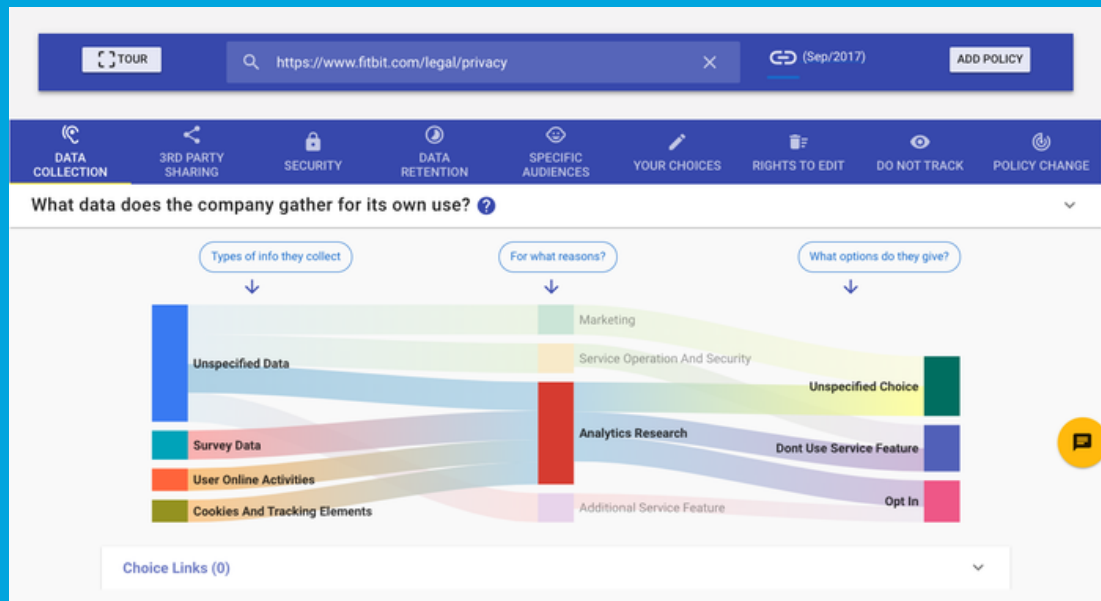 TOUR
https://www.fitbit.com/legal/privacy
(Sep/2017)
ADD POLICY
DATA
COLLECTION
3RD PARTY
SHARING
SECURITY
DATA
RETENTION
SPECIFIC
AUDIENCES
YOUR CHOICES
RIGHTS TO EDIT
DO NOT TRACK
POLICY CHANGE
What data does the company gather for its own use? ?
Types of info they collect
For what reasons?
What options do they give?
Marketing
Unspecified Data
Service Operation And Security
Unspecified Choice
Survey Data
Analytics Research
Dont Use Service Feature
User Online Activities
Cookies And Tracking Elements
Additional Service Feature
Opt In
Choice Links (0)